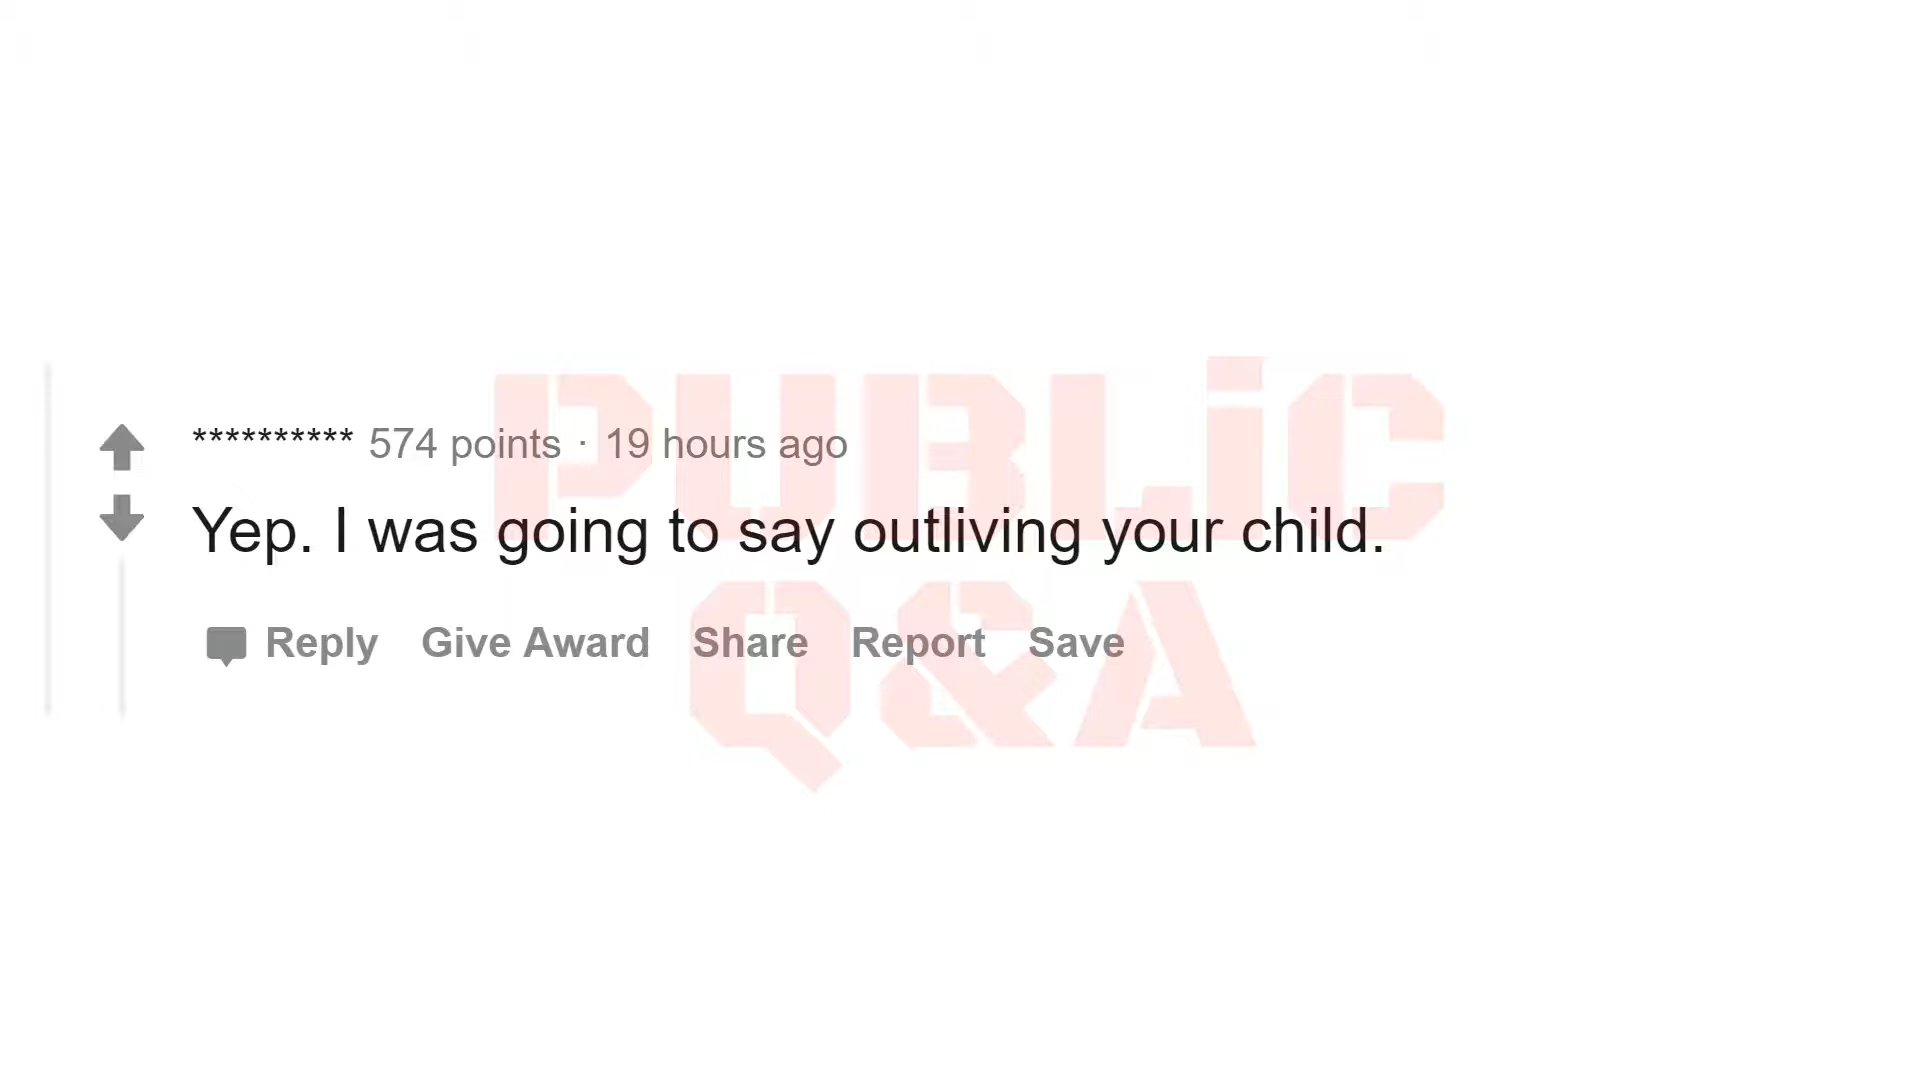 ********** 574 points · 19 hours ago
Yep. I was going to say outliving your child.
Reply Give Award Share Report Save
PUBLiC
Q&A